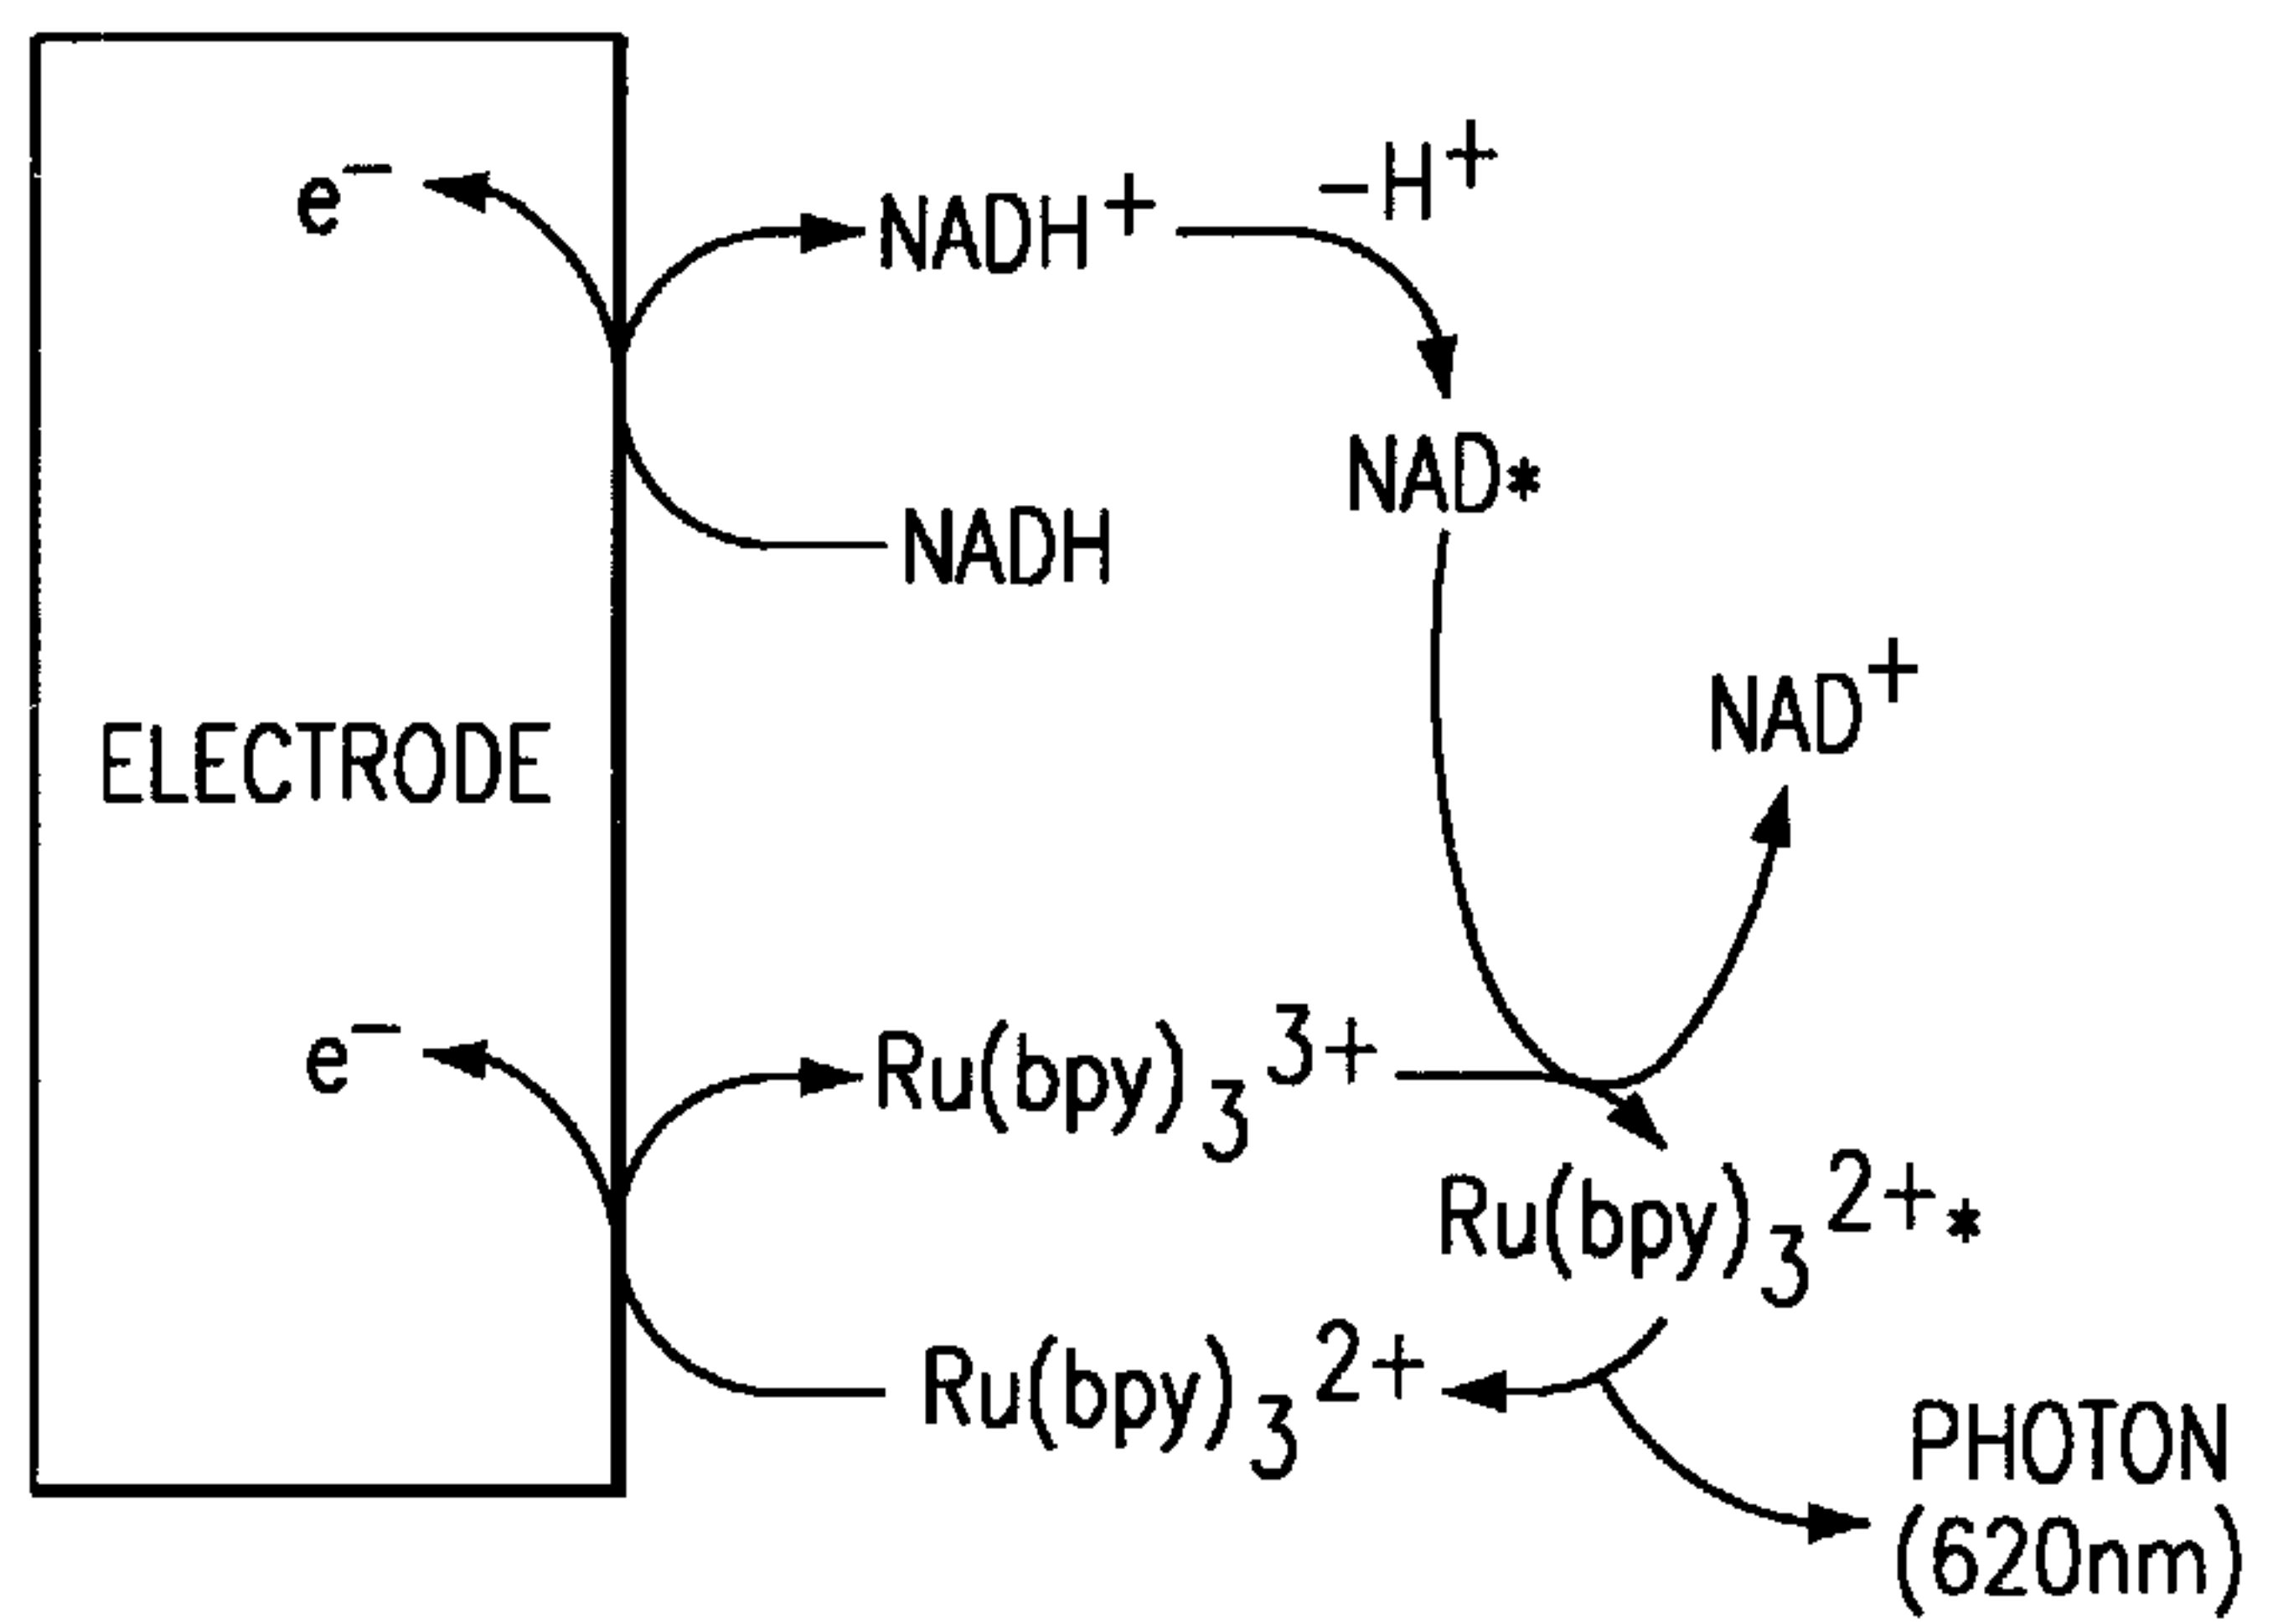 e⁻
NADH⁺
-H⁺
NAD*
NADH
ELECTRODE
NAD⁺
e⁻
Ru(bpy)₃³⁺
Ru(bpy)₃²⁺*
Ru(bpy)₃²⁺
PHOTON
(620nm)